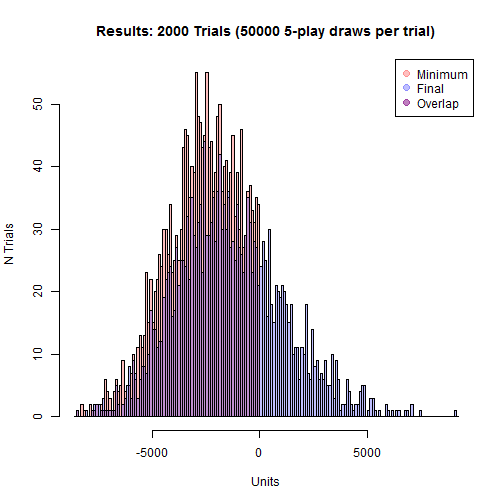 Results: 2000 Trials (50000 5-play draws per trial)
Minimum
Final
Overlap
N Trials
50
40
30
20
10
0
-5000 0 5000
Units